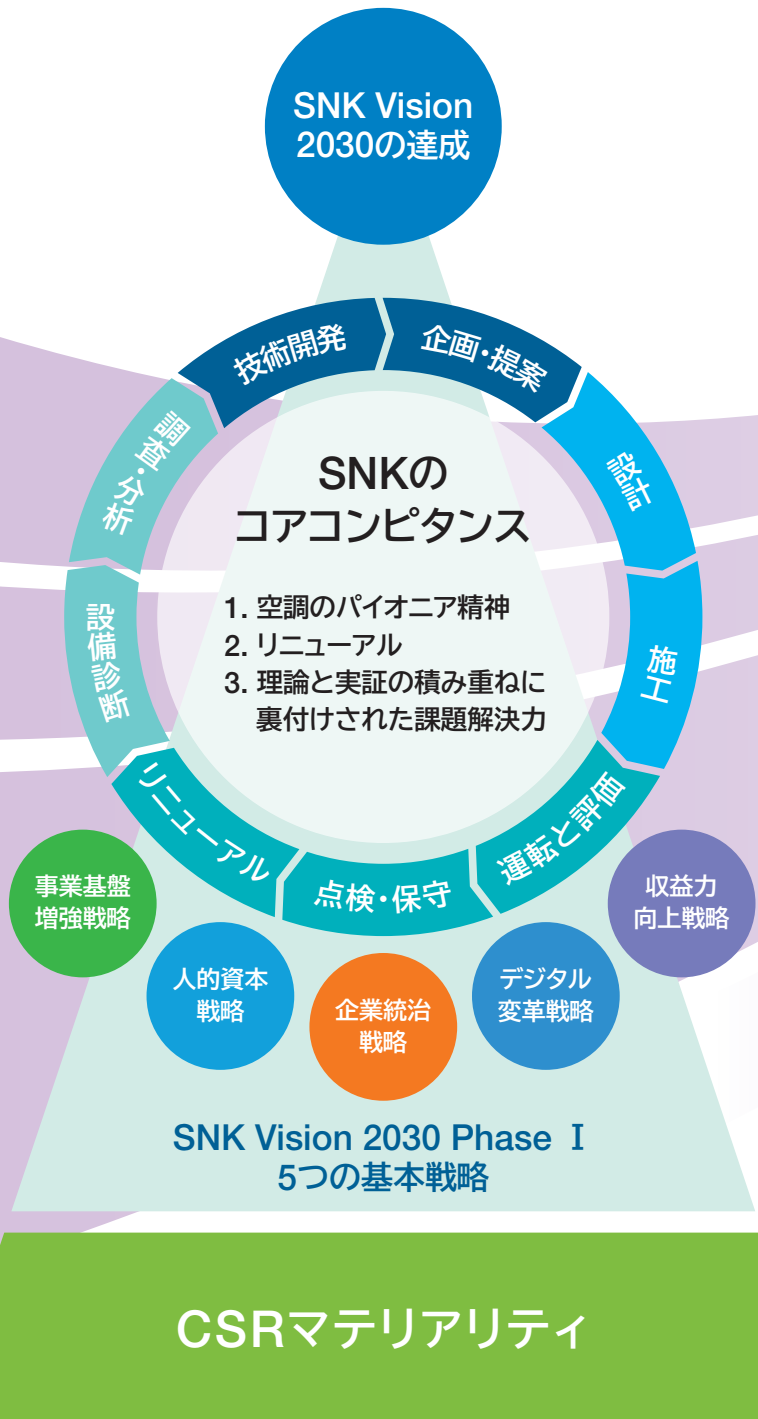 SNK Vision
2030の達成
技術開発
企画・提案
設計
施工
運転と評価
点検・保守
リニューアル
設備診断
調査・分析
SNKの
コアコンピタンス
1. 空調のパイオニア精神
2. リニューアル
3. 理論と実証の積み重ねに
裏付けされた課題解決力
事業基盤
増強戦略
人的資本
戦略
企業統治
戦略
デジタル
変革戦略
収益力
向上戦略
SNK Vision 2030 Phase Ⅰ
5つの基本戦略
CSRマテリアリティ